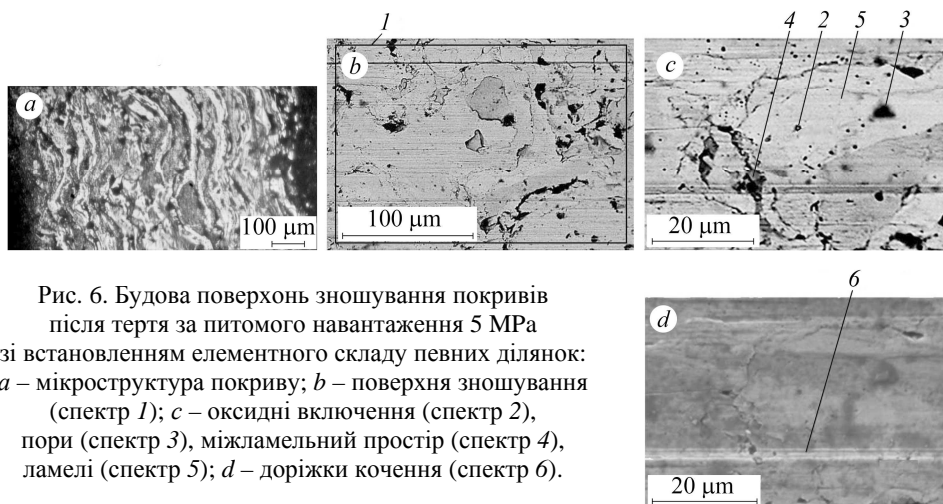 1
4 2 5 3
a
b
c
100 µm
100 µm
20 µm
6
d
20 µm
Рис. 6. Будова поверхонь зношування покривів
після тертя за питомого навантаження 5 MPa
зі встановленням елементного складу певних ділянок:
a – мікроструктура покриву; b – поверхня зношування
(спектр 1); c – оксидні включення (спектр 2),
пори (спектр 3), міжламельний простір (спектр 4),
ламелі (спектр 5); d – доріжки кочення (спектр 6).